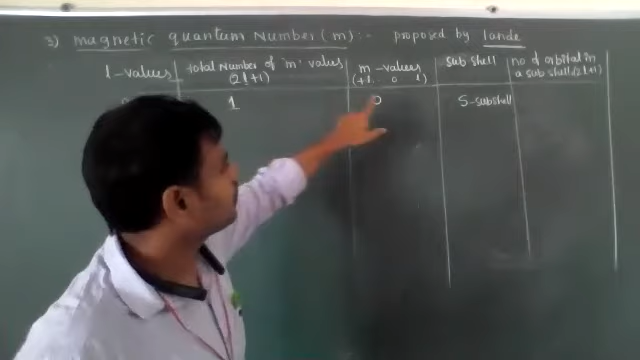 3) magnetic quantum Number (m) :- proposed by lande
l-values total Number of 'm' values (2l+1) m-values (+l.. 0 l) sub shell no of orbital in a sub shell (2l+1)
1 0 S-subshell